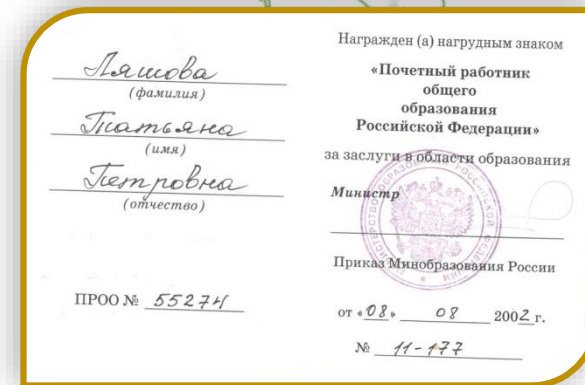 Ляшова
(фамилия)
Татьяна
(имя)
Петровна
(отчество)
ПРОО № 55274
Награжден (а) нагрудным знаком
«Почетный работник
общего
образования
Российской Федерации»
за заслуги в области образования
Министр
Приказ Минобразования России
от «08» 08 2002 г.
№ 11-177